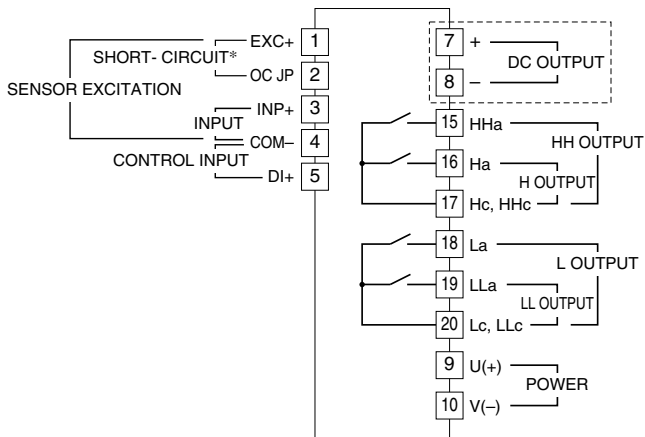 EXC+ 1
SHORT- CIRCUIT*
OC JP 2
SENSOR EXCITATION
INP+ 3
INPUT
COM– 4
CONTROL INPUT
DI+ 5
7 +
DC OUTPUT
8 –
15 HHa
HH OUTPUT
16 Ha
H OUTPUT
17 Hc, HHc
18 La
L OUTPUT
19 LLa
LL OUTPUT
20 Lc, LLc
9 U(+)
POWER
10 V(–)